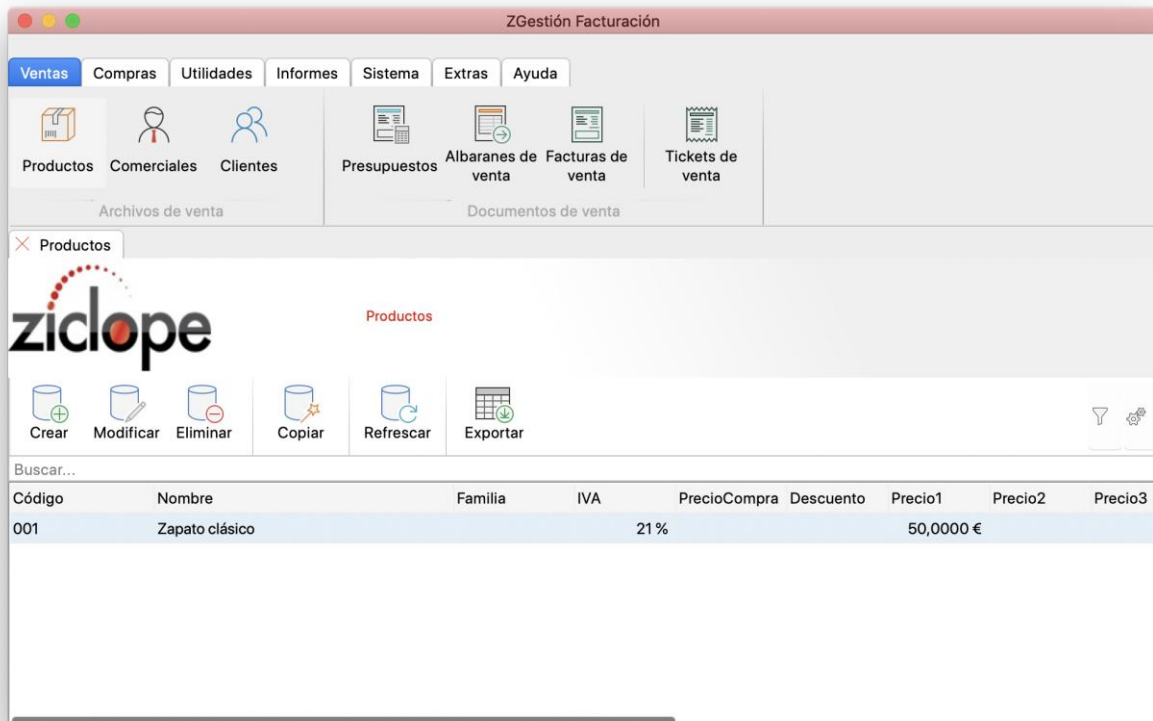 ZGestión Facturación
Ventas Compras Utilidades Informes Sistema Extras Ayuda
Productos Comerciales Clientes Presupuestos Albaranes de venta Facturas de venta Tickets de venta
Archivos de venta Documentos de venta
Productos
ziclope
Productos
Crear Modificar Eliminar Copiar Refrescar Exportar
Buscar...
Código Nombre Familia IVA PrecioCompra Descuento Precio1 Precio2 Precio3
001 Zapato clásico 21 % 50,0000 €